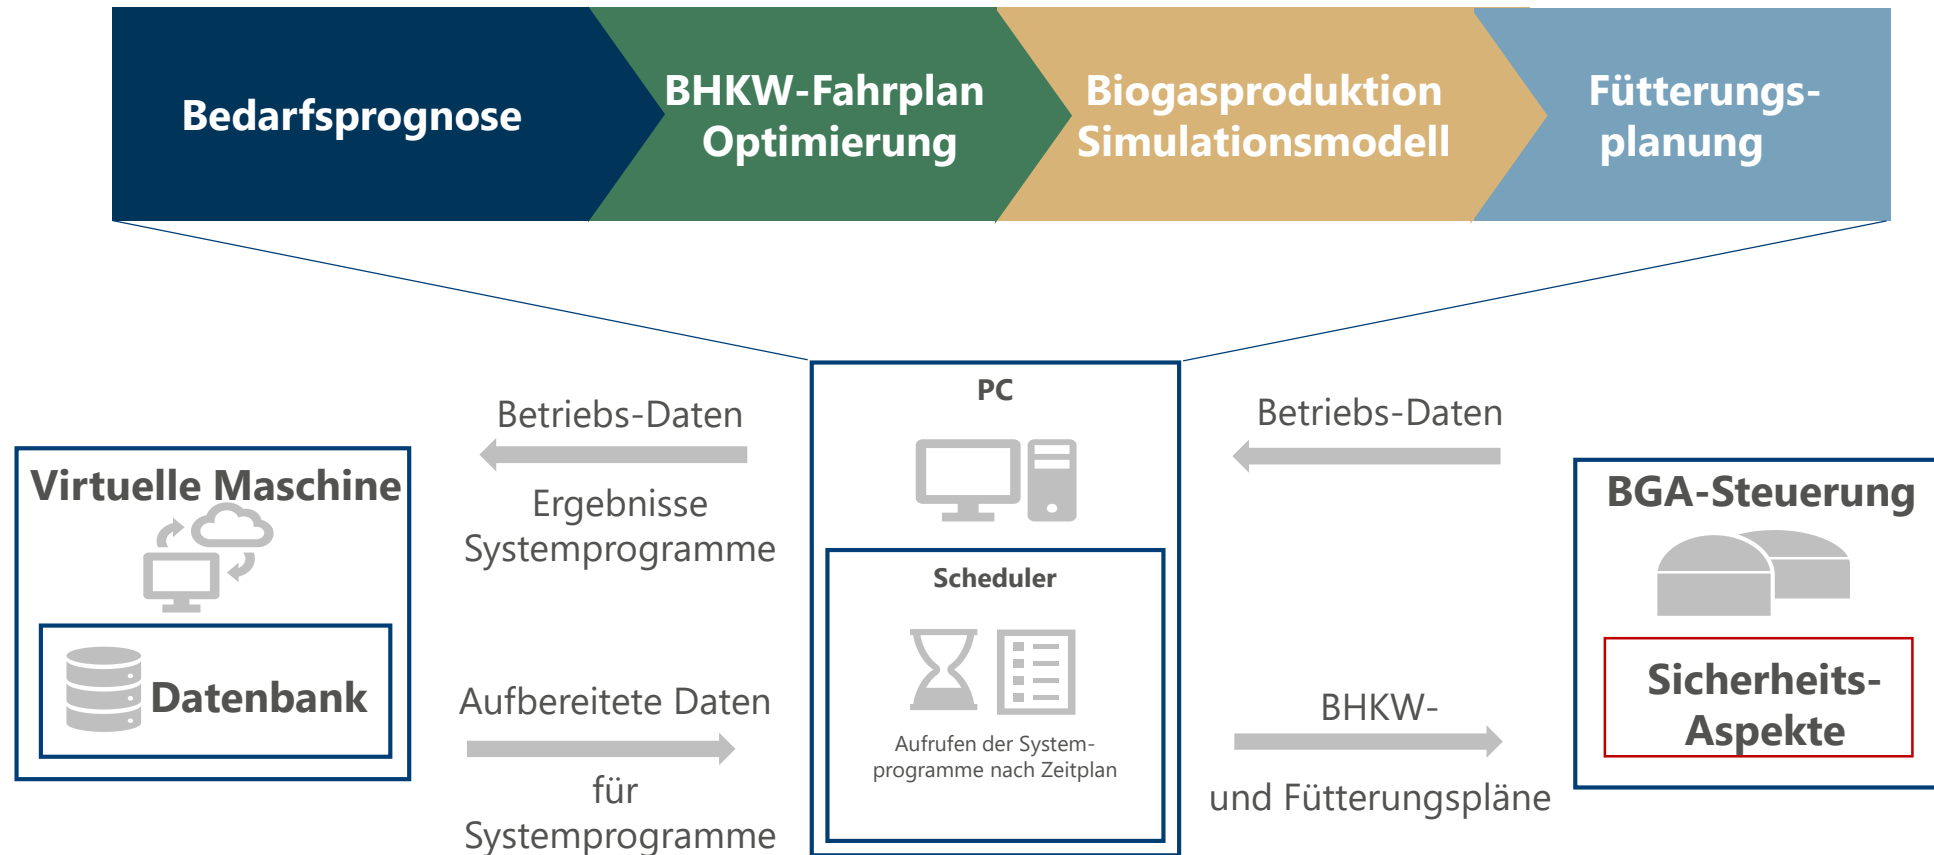 Bedarfsprognose
BHKW-Fahrplan
Optimierung
Biogasproduktion
Simulationsmodell
Fütterungs-
planung
Virtuelle Maschine
Datenbank
Betriebs-Daten
Ergebnisse
Systemprogramme
Aufbereitete Daten
für
Systemprogramme
PC
Scheduler
Aufrufen der System-
programme nach Zeitplan
Betriebs-Daten
BHKW-
und Fütterungspläne
BGA-Steuerung
Sicherheits-
Aspekte